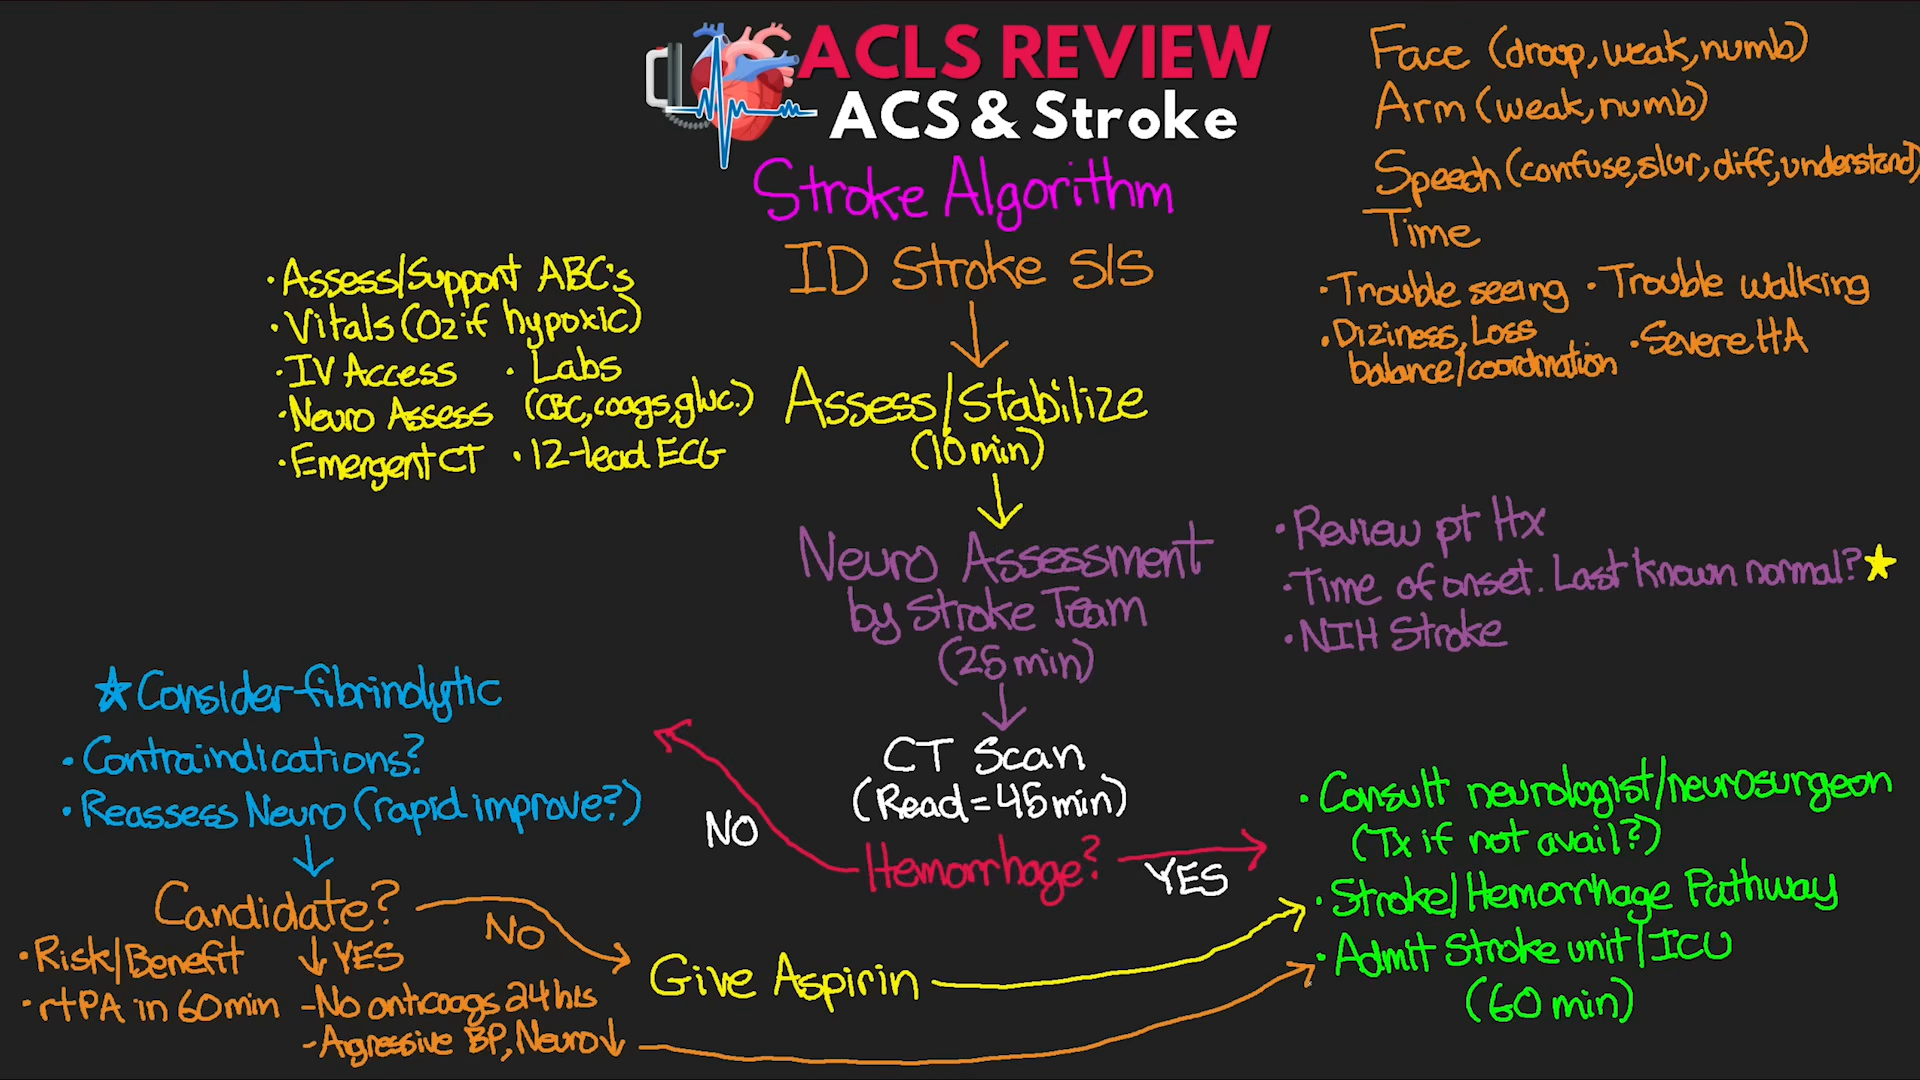 ACLS REVIEW
ACS & Stroke
Stroke Algorithm
ID Stroke S/S
Face (droop, weak, numb)
Arm (weak, numb)
Speech (confuse, slur, diff, understand)
Time
• Trouble seeing • Trouble walking
• Diziness, Loss
balance/coordination
• Severe HA
• Assess/Support ABC's
• Vitals (O2 if hypoxic)
• IV Access • Labs
• Neuro Assess (CBC, coags, gluc.)
• Emergent CT • 12-lead ECG
Assess/Stabilize
(10 min)
Neuro Assessment
by Stroke Team
(25 min)
• Review pt Hx
• Time of onset. Last known normal?
• NIH Stroke
CT Scan
(Read = 45 min)
Hemorrhage?
NO
YES
Consider fibrinolytic
• Contraindications?
• Reassess Neuro (rapid improve?)
Candidate?
NO
• Risk/Benefit
YES
• rtPA in 60 min
- No anticoags 24 hrs
- Agressive BP, Neuro
Give Aspirin
• Consult neurologist/neurosurgeon
(Tx if not avail?)
• Stroke/Hemorrhage Pathway
• Admit Stroke unit/ICU
(60 min)